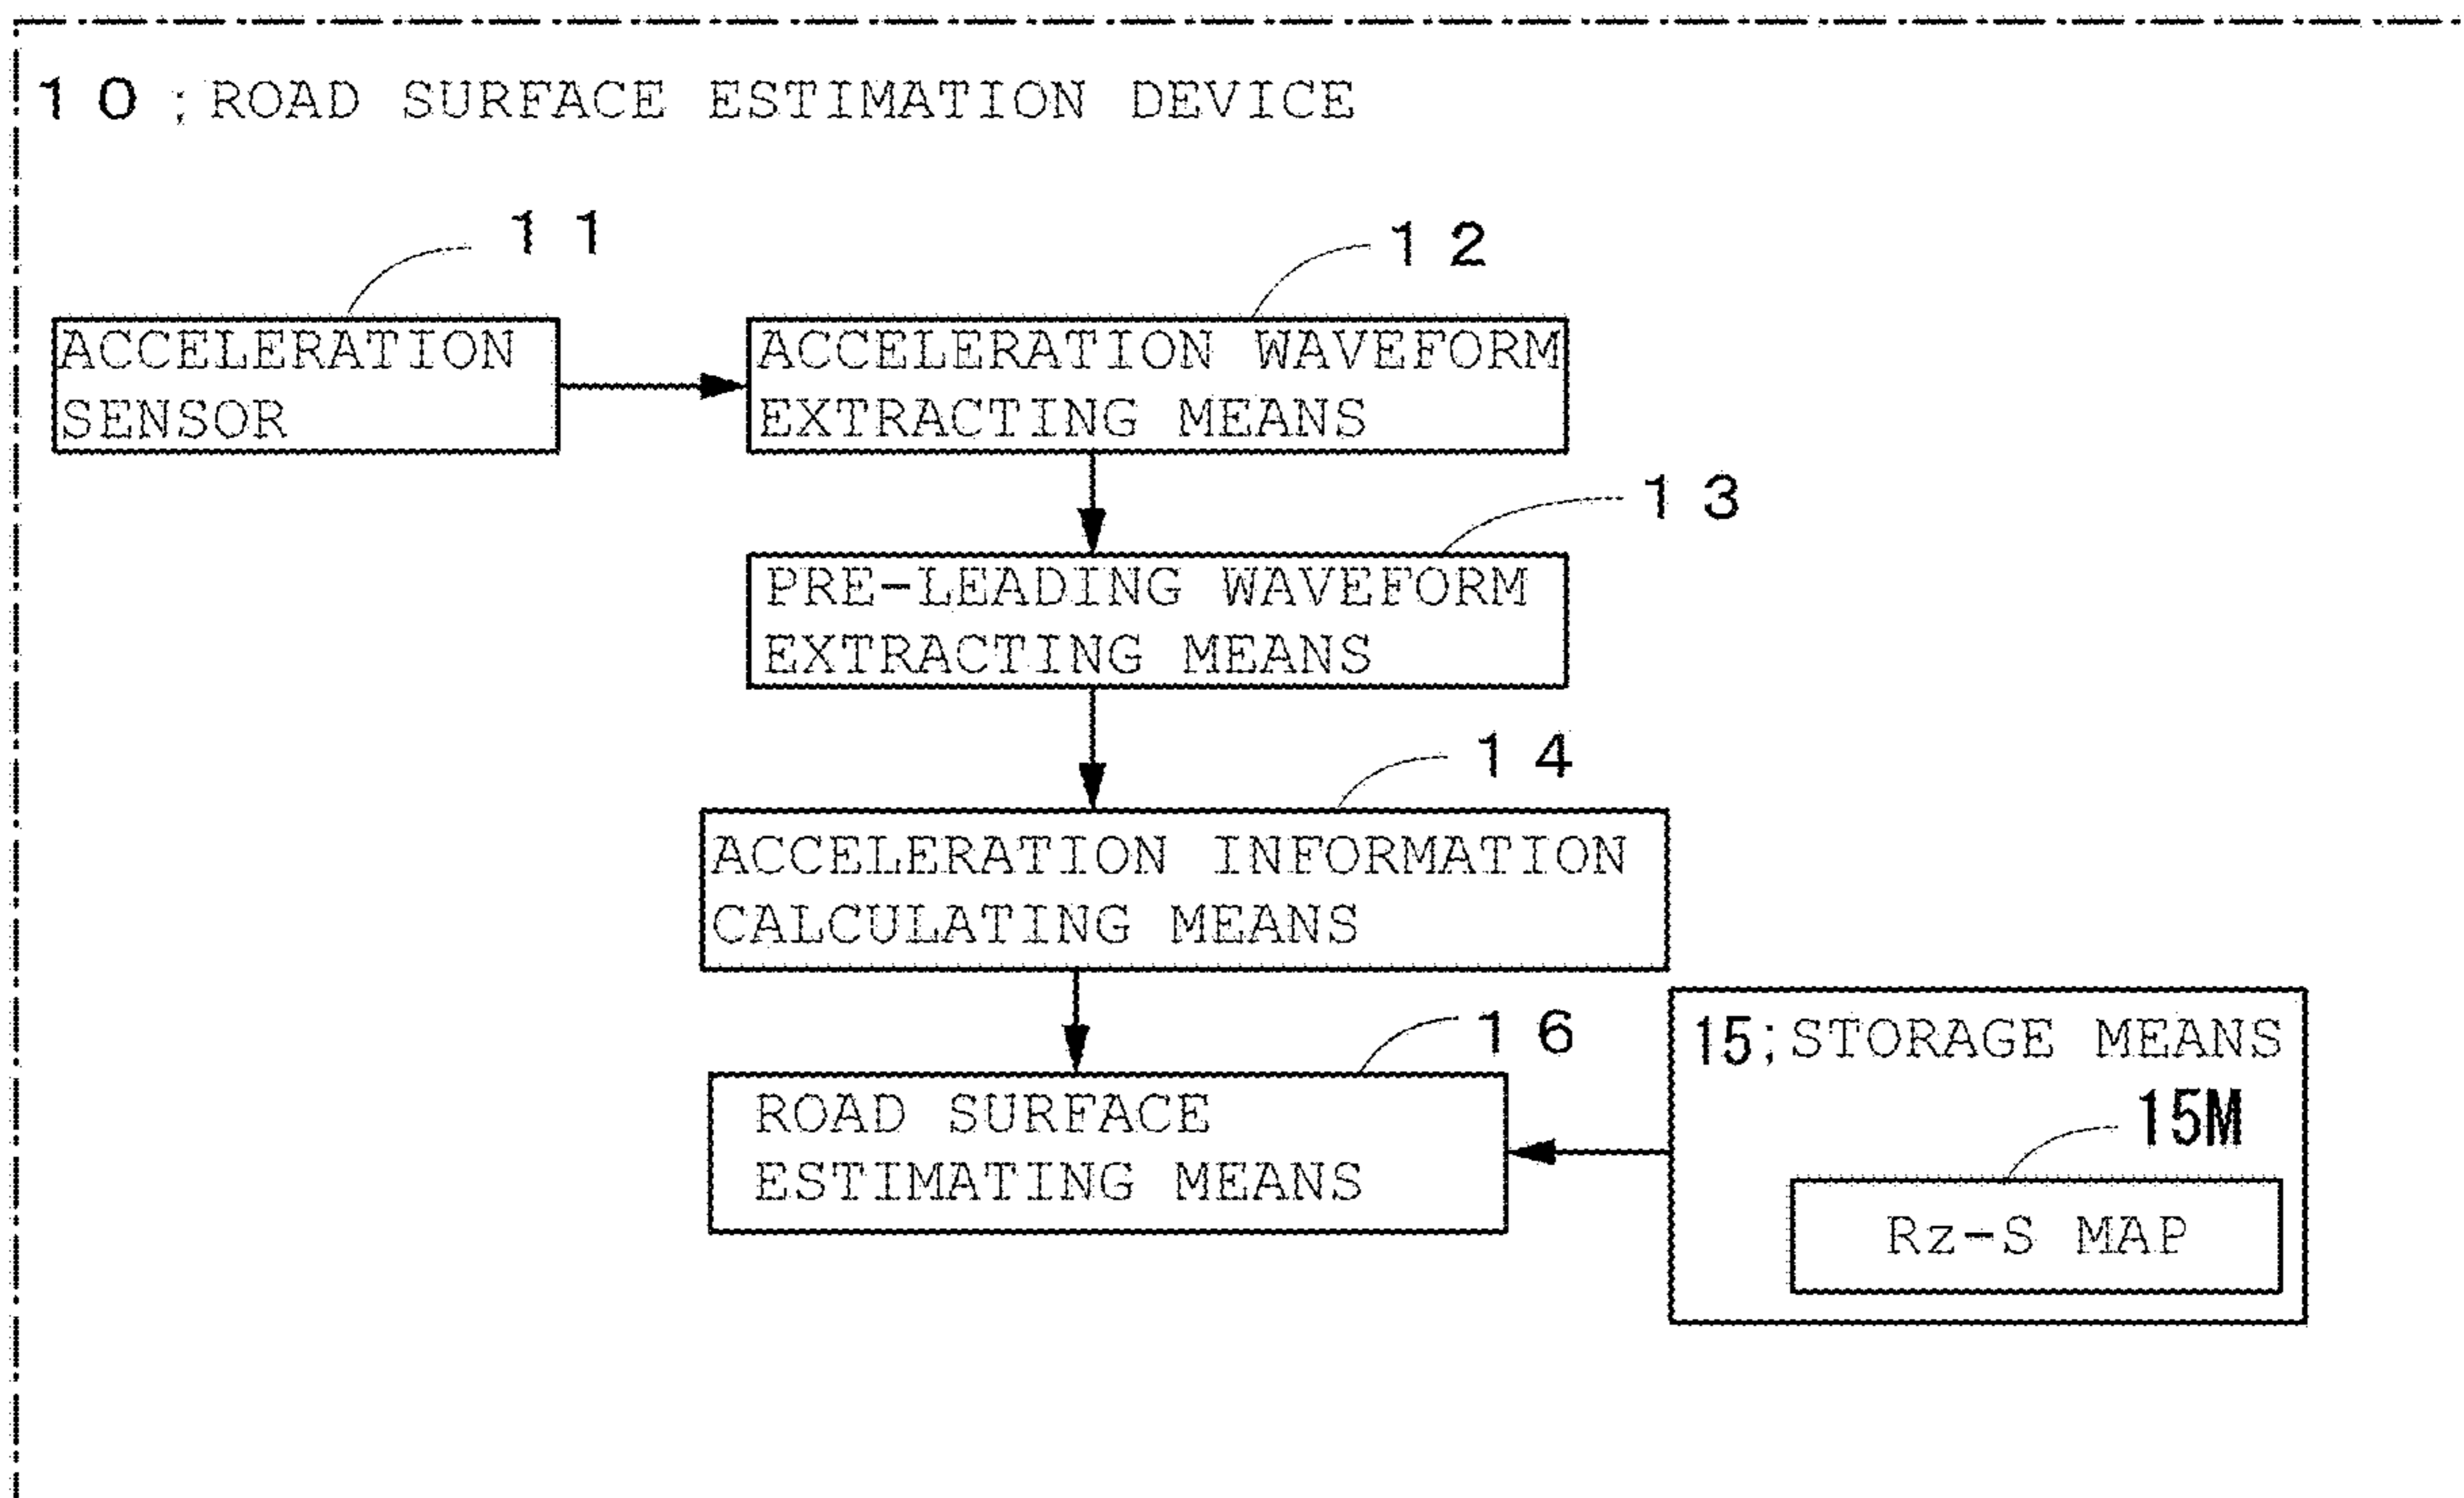 10;ROAD SURFACE ESTIMATION DEVICE
11
12
ACCELERATION
SENSOR
ACCELERATION WAVEFORM
EXTRACTING MEANS
13
PRE-LEADING WAVEFORM
EXTRACTING MEANS
14
ACCELERATION INFORMATION
CALCULATING MEANS
16
ROAD SURFACE
ESTIMATING MEANS
15;STORAGE MEANS
15M
Rz-S MAP